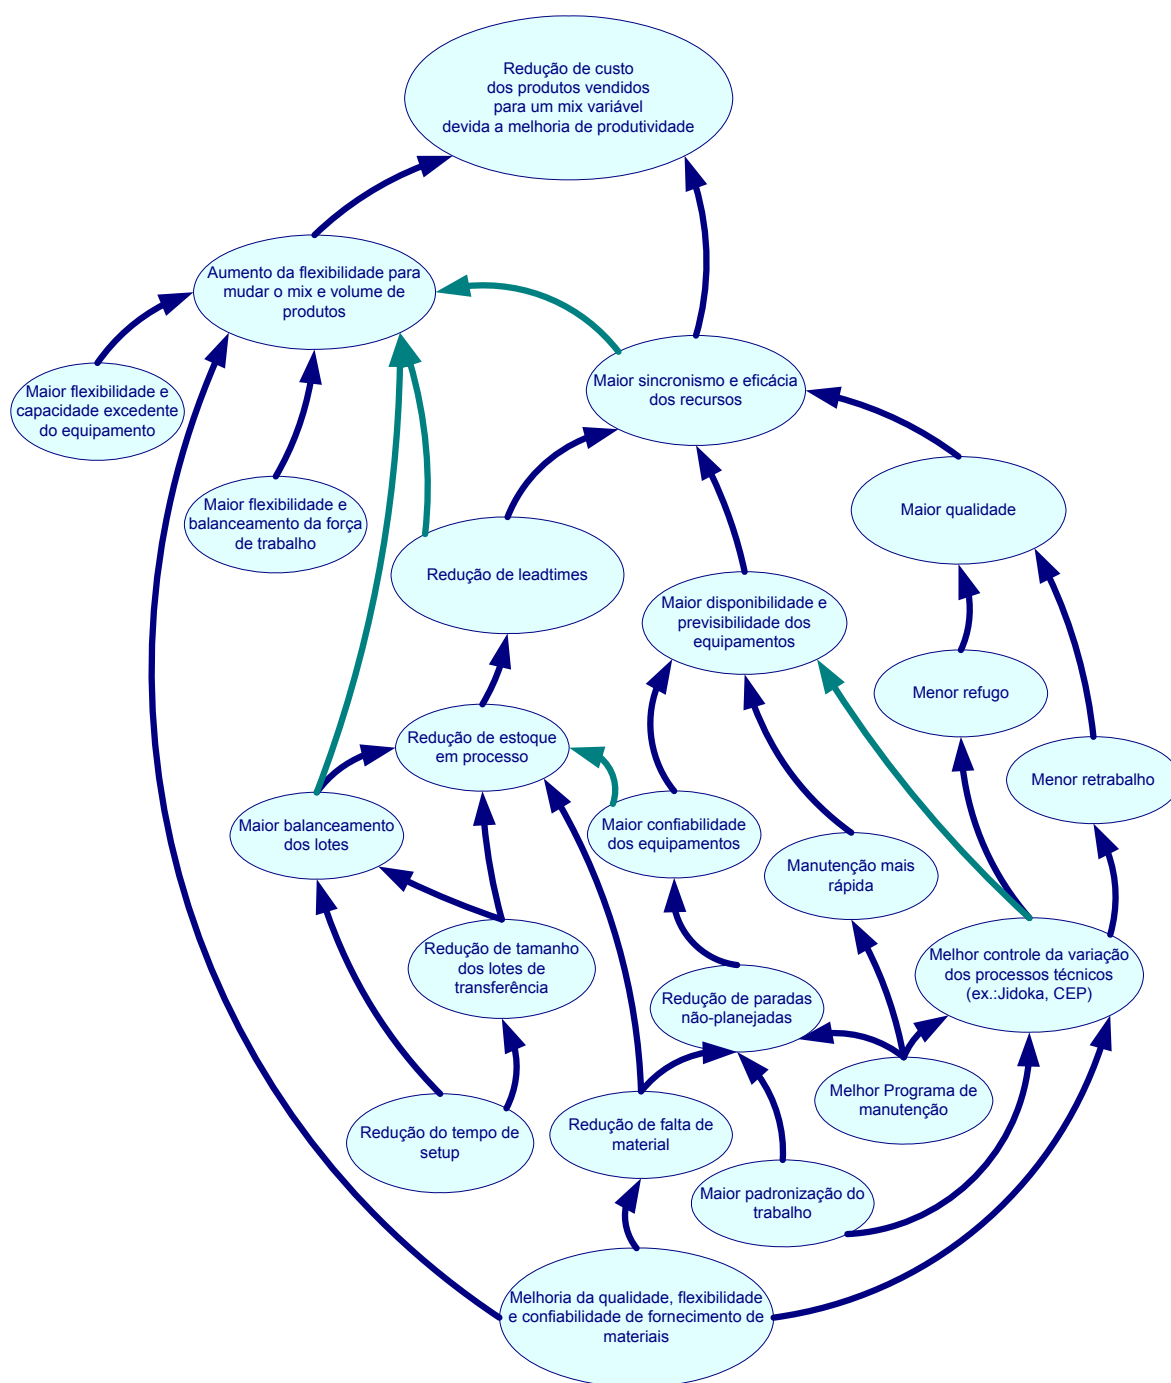 Redução de custo
dos produtos vendidos
para um mix variável
devida a melhoria de produtividade
Aumento da flexibilidade para
mudar o mix e volume de
produtos
Maior flexibilidade e
capacidade excedente
do equipamento
Maior sincronismo e eficácia
dos recursos
Maior flexibilidade e
balanceamento da força
de trabalho
Maior qualidade
Redução de leadtimes
Maior disponibilidade e
previsibilidade dos
equipamentos
Menor refugo
Redução de estoque
em processo
Menor retrabalho
Maior balanceamento
dos lotes
Maior confiabilidade
dos equipamentos
Manutenção mais
rápida
Redução de tamanho
dos lotes de
transferência
Melhor controle da variação
dos processos técnicos
(ex.:Jidoka, CEP)
Redução de paradas
não-planejadas
Melhor Programa de
manutenção
Redução do tempo de
setup
Redução de falta de
material
Maior padronização do
trabalho
Melhoria da qualidade, flexibilidade
e confiabilidade de fornecimento de
materiais